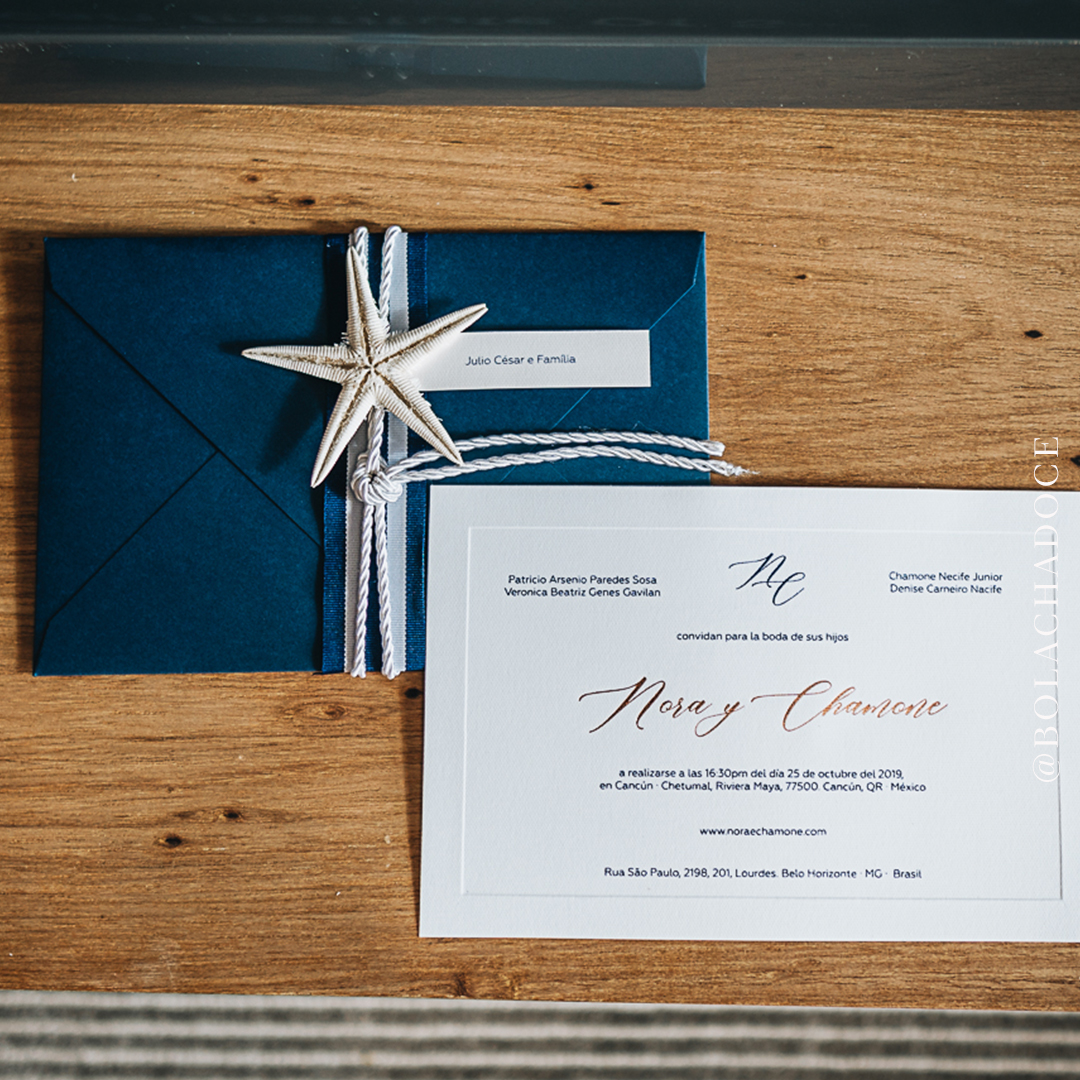 Julio César e Família
Patricio Arsenio Paredes Sosa
Veronica Beatriz Genes Gavilan
NC
Chamone Necife Junior
Denise Carneiro Nacife
convidan para la boda de sus hijos
Nora y Chamone
a realizarse a las 16:30pm del día 25 de octubre del 2019,
en Cancún · Chetumal, Riviera Maya, 77500. Cancún, QR · México
www.noraechamone.com
Rua São Paulo, 2198, 201, Lourdes. Belo Horizonte · MG · Brasil
@BOLACHADOCE